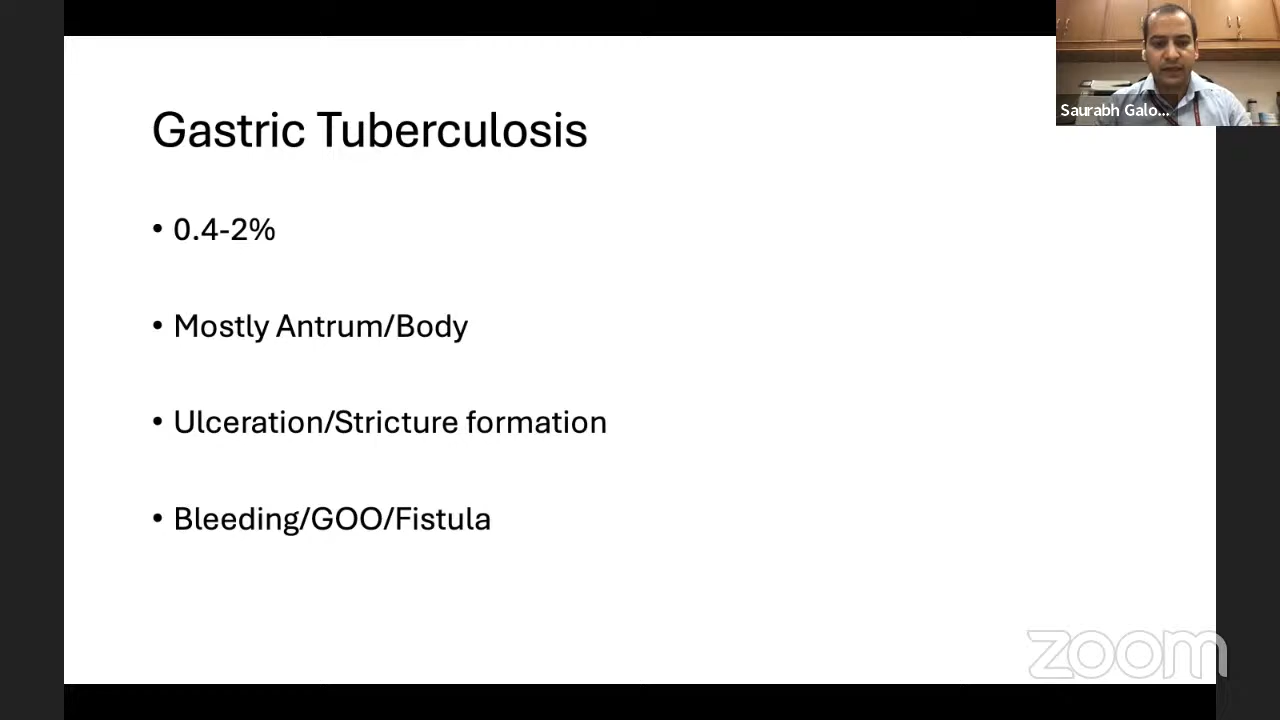 Gastric Tuberculosis
• 0.4-2%
• Mostly Antrum/Body
• Ulceration/Stricture formation
• Bleeding/GOO/Fistula
Saurabh Galo...
zoom